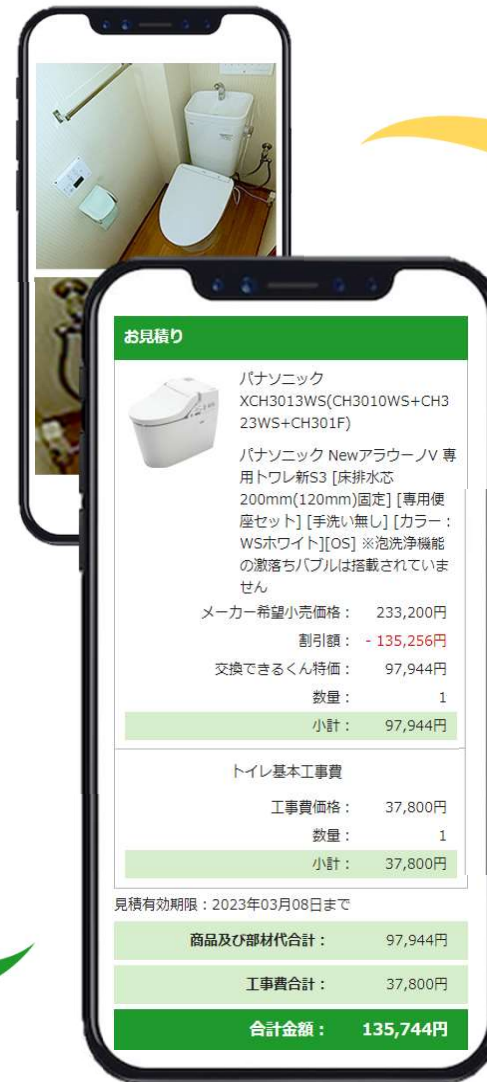 お見積り
パナソニック
XCH3013WS(CH3010WS+CH3
23WS+CH301F)
パナソニック NewアラウーノV 専
用トワレ新S3 [床排水芯
200mm(120mm)固定] [専用便
座セット] [手洗い無し] [カラー：
WSホワイト][OS] ※泡洗浄機能
の激落ちバブルは搭載されていま
せん
メーカー希望小売価格： 233,200円
割引額： - 135,256円
交換できるくん特価： 97,944円
数量： 1
小計： 97,944円
トイレ基本工事費
工事費価格： 37,800円
数量： 1
小計： 37,800円
見積有効期限：2023年03月08日まで
商品及び部材代合計： 97,944円
工事費合計： 37,800円
合計金額： 135,744円